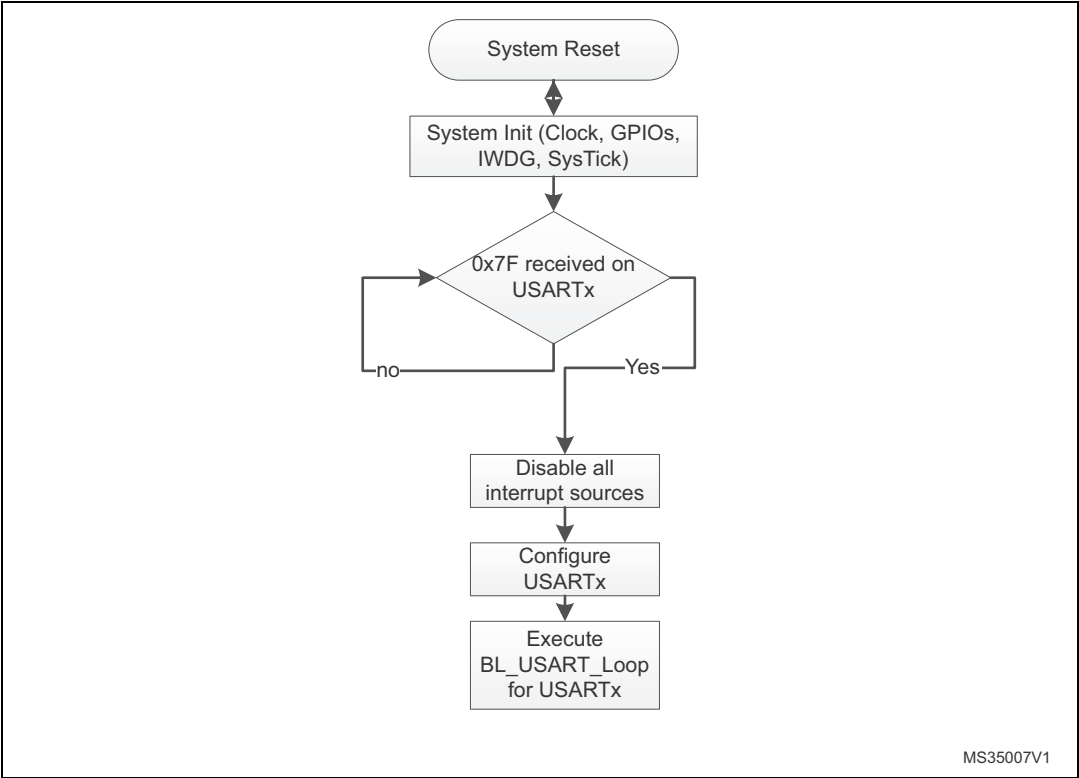 System Reset
System Init (Clock, GPIOs,
IWDG, SysTick)
0x7F received on
USARTx
no
Yes
Disable all
interrupt sources
Configure
USARTx
Execute
BL_USART_Loop
for USARTx
MS35007V1